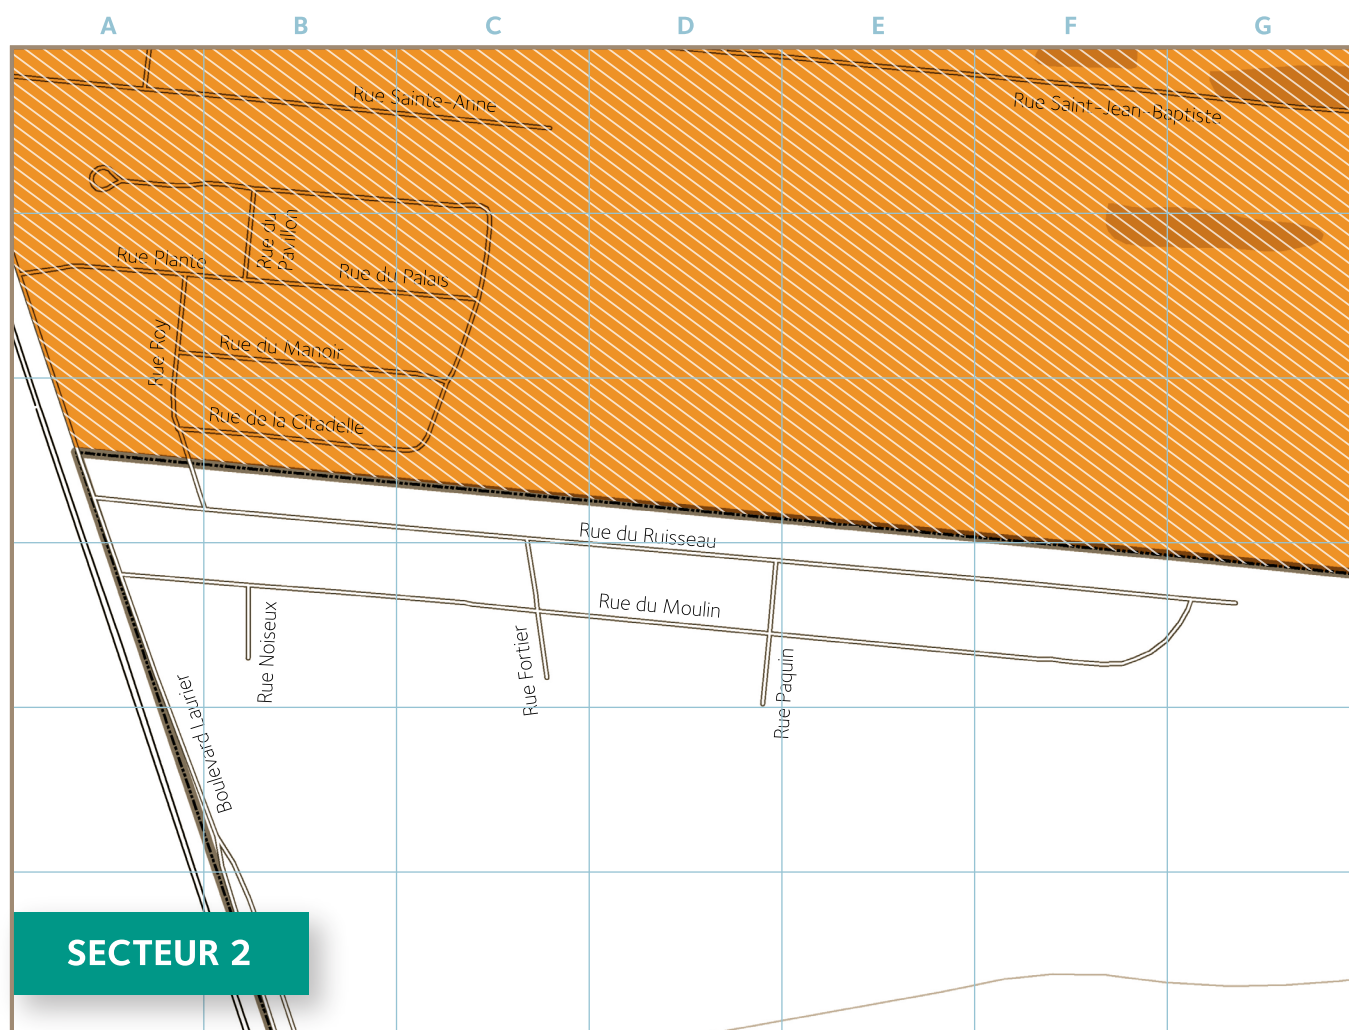 A B C D E F G
Rue Sainte-Anne
Rue Saint-Jean-Baptiste
Rue du
Pavillon
Rue Plante
Rue du Palais
Rue Roy
Rue du Manoir
Rue de la Citadelle
Rue du Ruisseau
Rue du Moulin
Rue Noiseux
Rue Fortier
Rue Paquin
Boulevard Laurier
SECTEUR 2